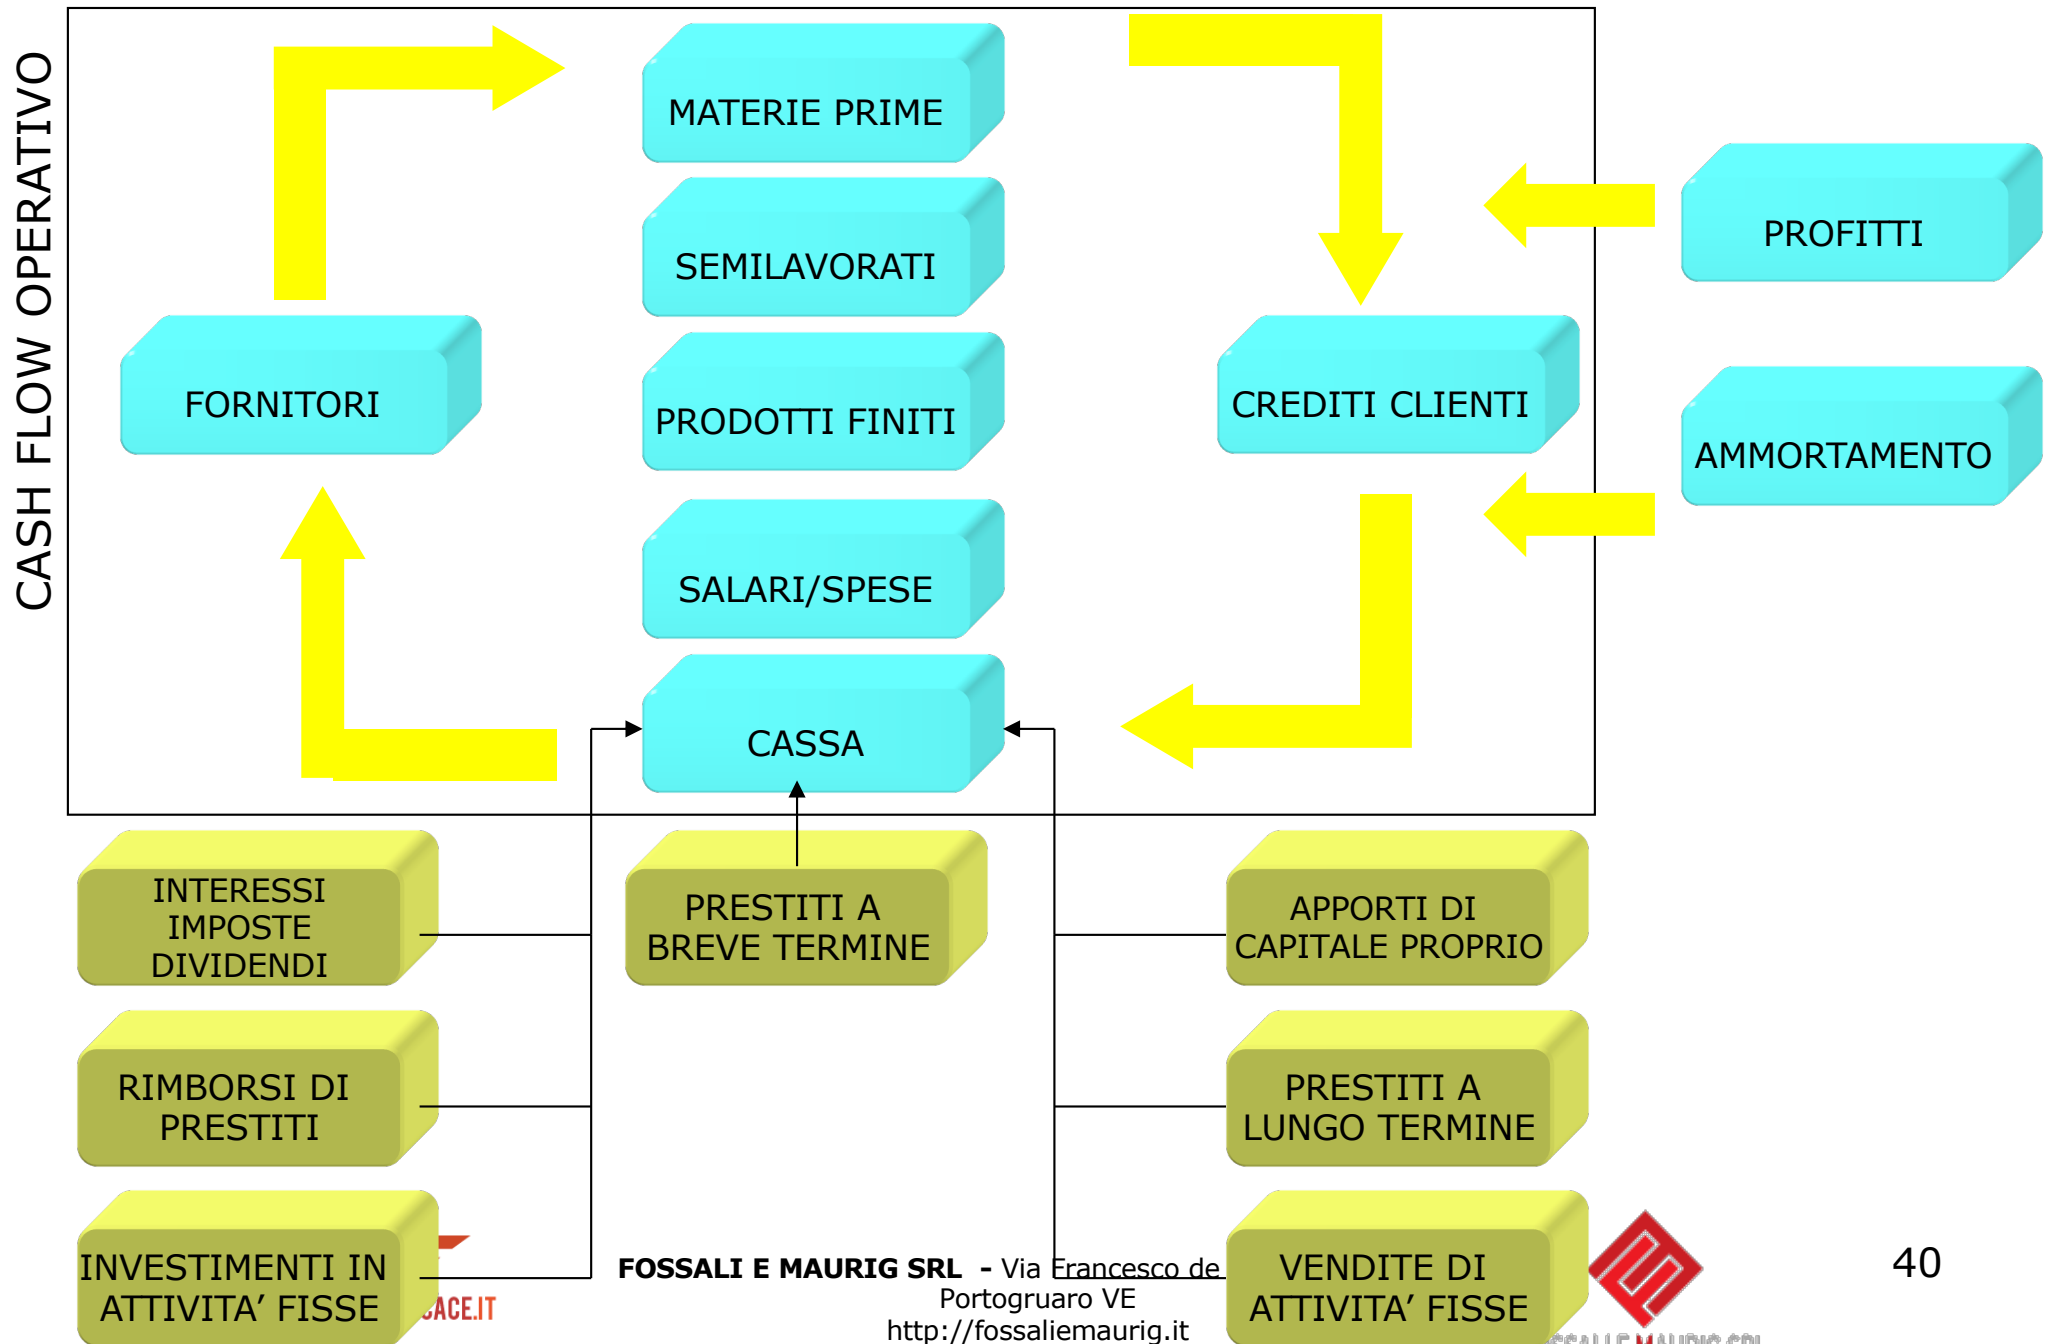 CASH FLOW OPERATIVO
MATERIE PRIME
SEMILAVORATI
PRODOTTI FINITI
SALARI/SPESE
CASSA
FORNITORI
CREDITI CLIENTI
PROFITTI
AMMORTAMENTO
INTERESSI
IMPOSTE
DIVIDENDI
PRESTITI A
BREVE TERMINE
APPORTI DI
CAPITALE PROPRIO
RIMBORSI DI
PRESTITI
PRESTITI A
LUNGO TERMINE
INVESTIMENTI IN
ATTIVITA’ FISSE
VENDITE DI
ATTIVITA’ FISSE
FOSSALI E MAURIG SRL - Via Francesco de
Portogruaro VE
http://fossaliemaurig.it
40